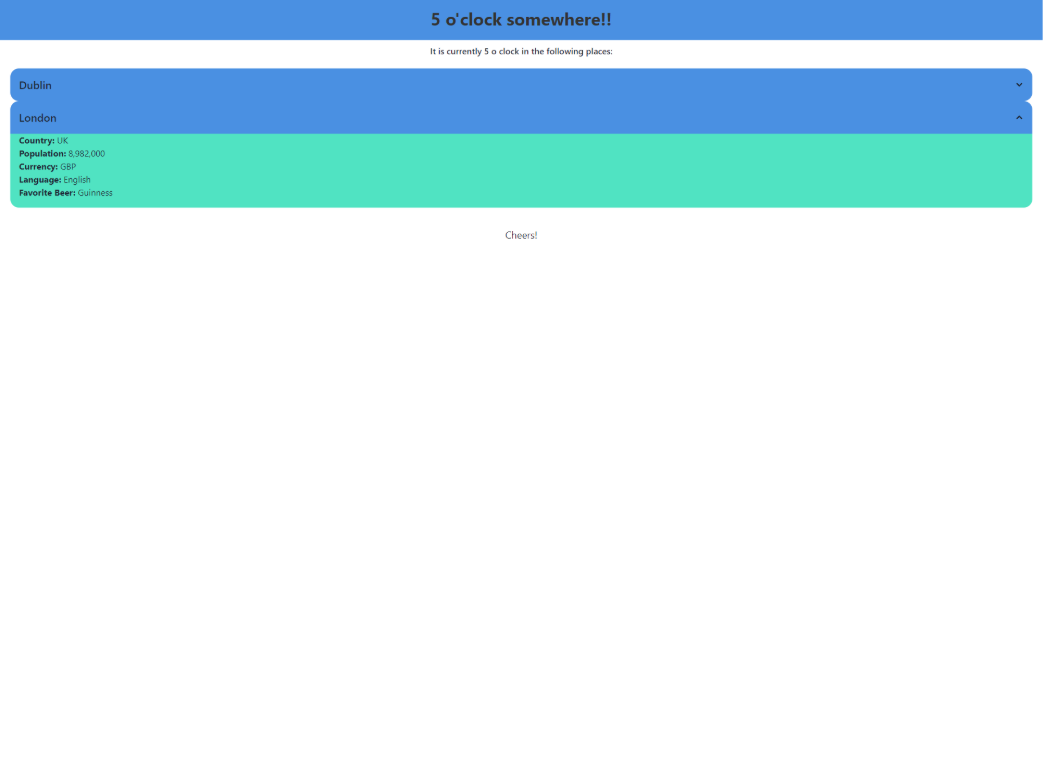 5 o'clock somewhere!!
It is currently 5 o clock in the following places:
Dublin
London
Country: UK
Population: 8,982,000
Currency: GBP
Language: English
Favorite Beer: Guinness
Cheers!